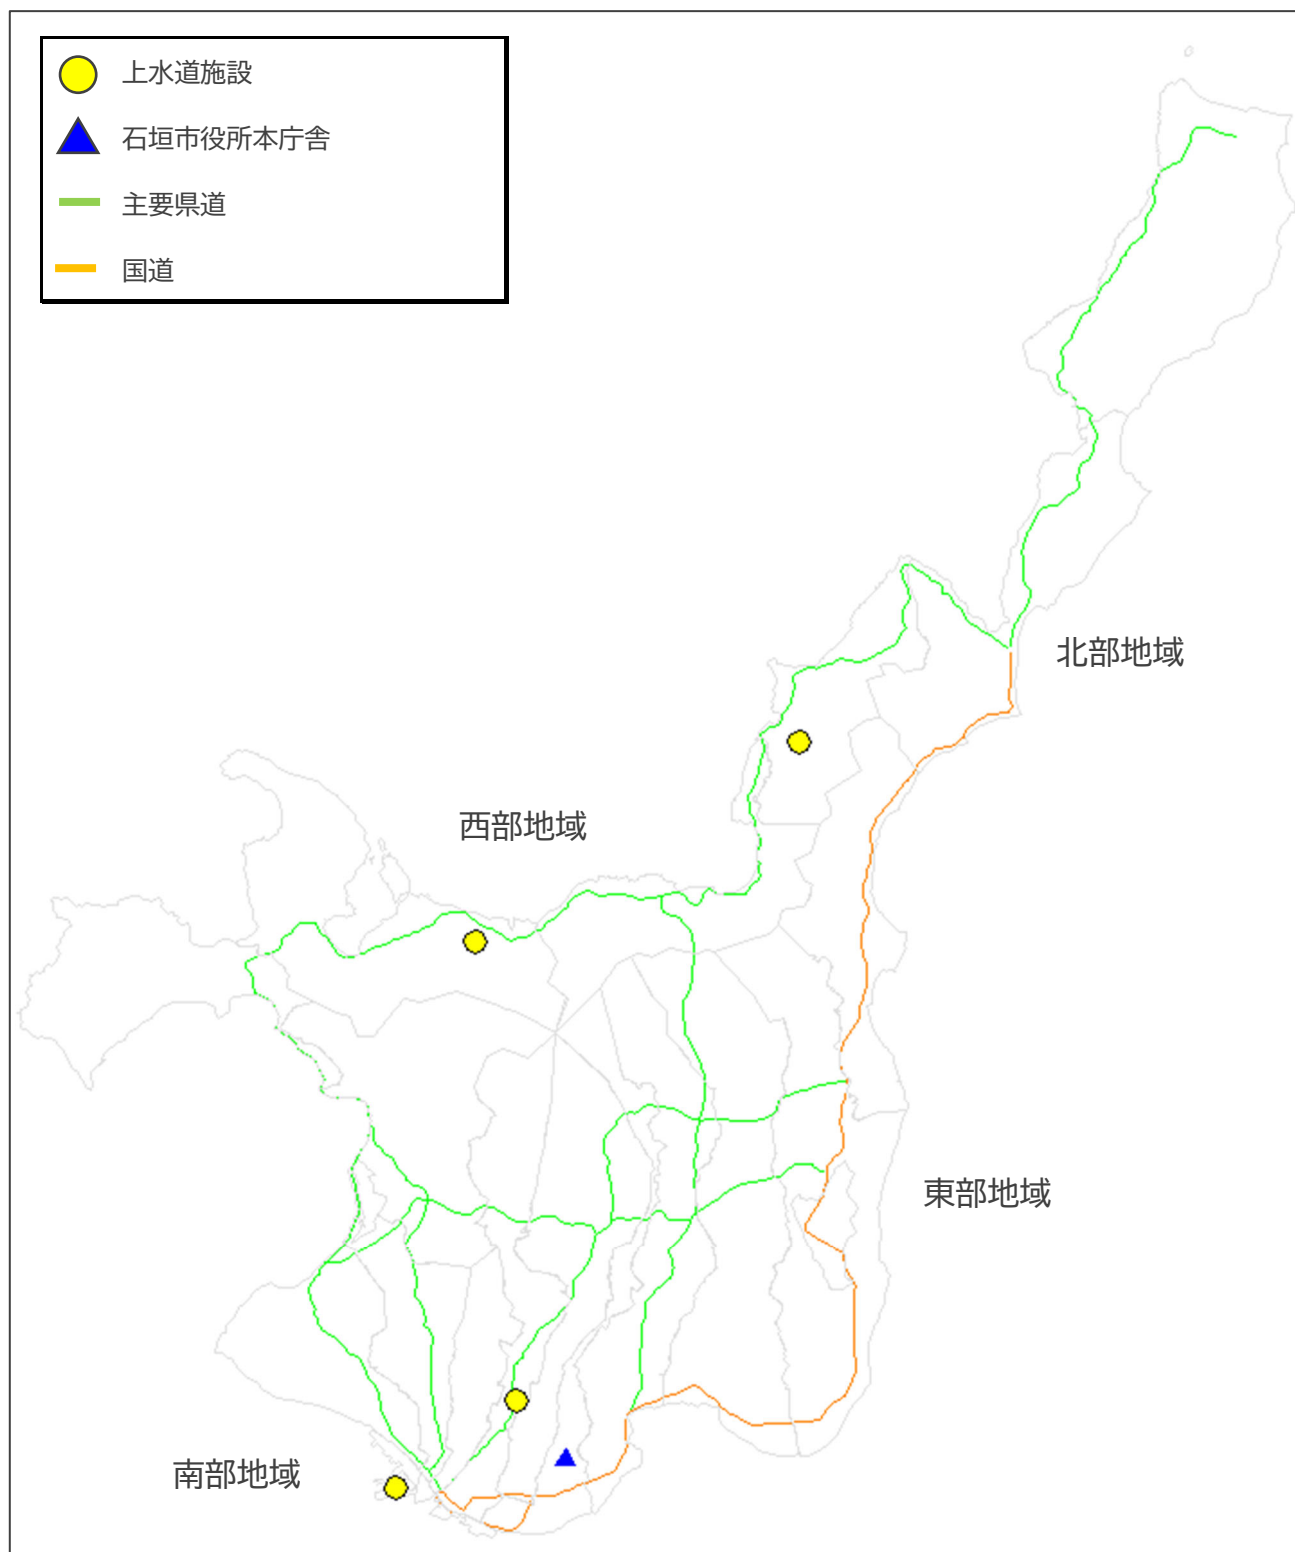 上水道施設
石垣市役所本庁舎
主要県道
国道
北部地域
西部地域
東部地域
南部地域